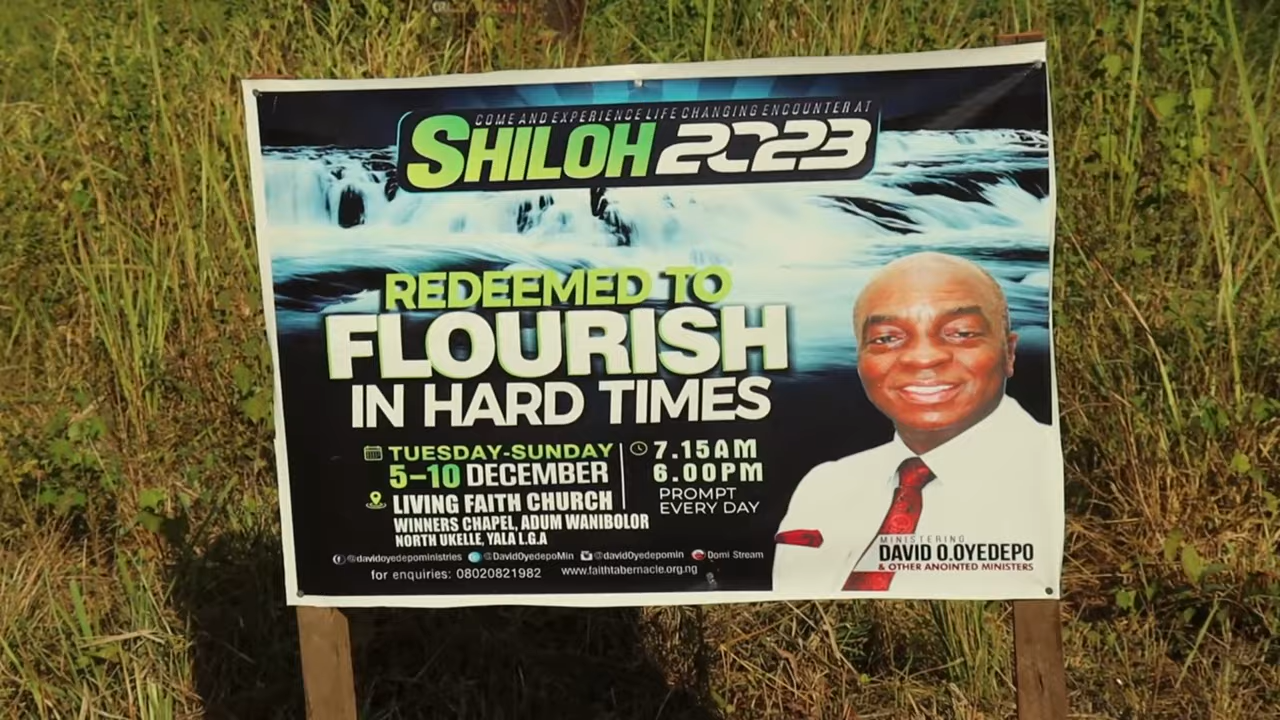 COME AND EXPERIENCE LIFE CHANGING ENCOUNTER AT
SHILOH 2023
REDEEMED TO
FLOURISH
IN HARD TIMES
TUESDAY-SUNDAY
5–10 DECEMBER
7.15AM
6.00PM
PROMPT
EVERY DAY
LIVING FAITH CHURCH
WINNERS CHAPEL, ADUM WANIBOLOR
NORTH UKELLE, YALA L.G.A
@davidoyedepoministries @DavidOyedepoMin @davidOyedepomin Domi Stream
for enquiries: 08020821982 www.faithtabernacle.org.ng
MINISTERING
DAVID O.OYEDEPO
& OTHER ANOINTED MINISTERS